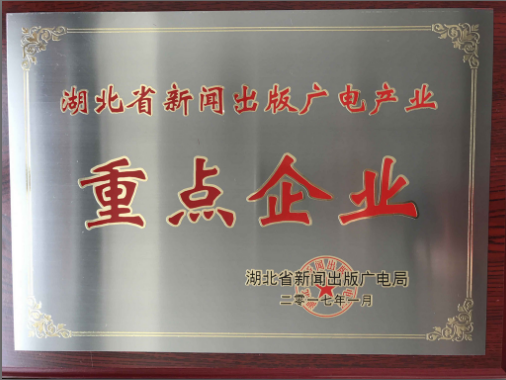 湖北省新闻出版广电产业
重点企业
湖北省新闻出版广电局
二零一七年一月